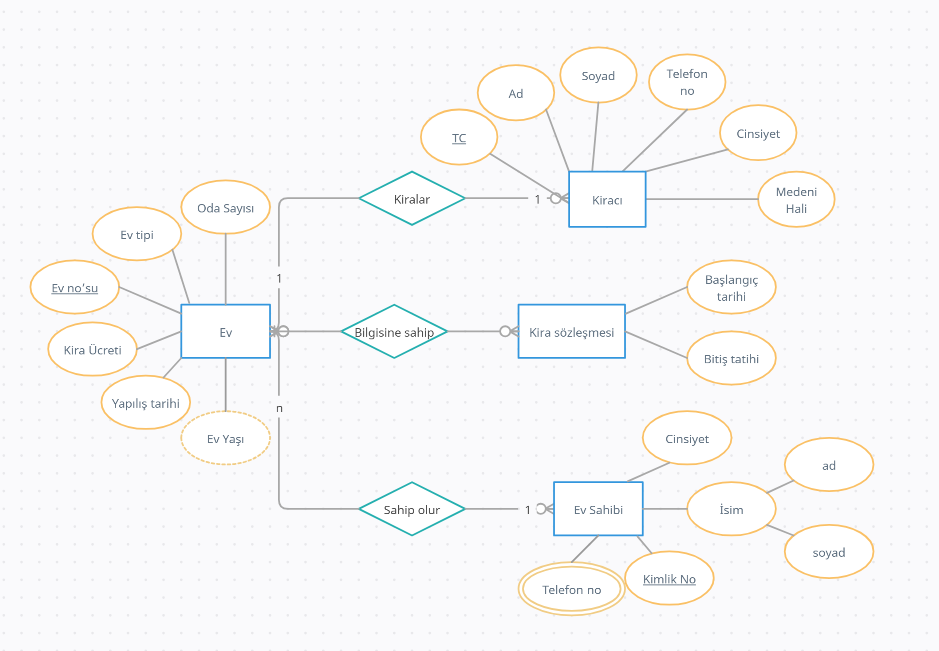 Soyad
Telefon
no
Ad
Cinsiyet
TC
Medeni
Hali
Kiralar
1
Kiracı
Oda Sayısı
Ev tipi
1
Ev no'su
Başlangıç
tarihi
Ev
Bilgisine sahip
Kira sözleşmesi
Kira Ücreti
Bitiş tatihi
Yapılış tarihi
n
Ev Yaşı
Cinsiyet
ad
Sahip olur
1
Ev Sahibi
İsim
soyad
Telefon no
Kimlik No